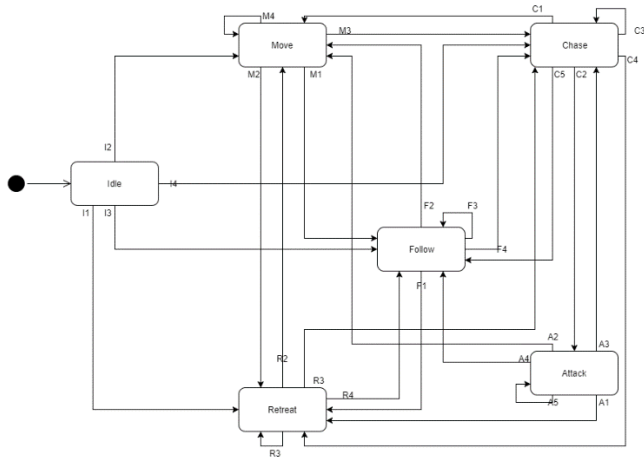 C1
M4
M3
C3
Move
Chase
C4
M2
M1
C5
C2
I2
Idle
I4
I1
I3
F2
F3
Follow
F4
F1
A2
A3
R2
A4
R3
Attack
R4
A5
A1
Retreat
R3